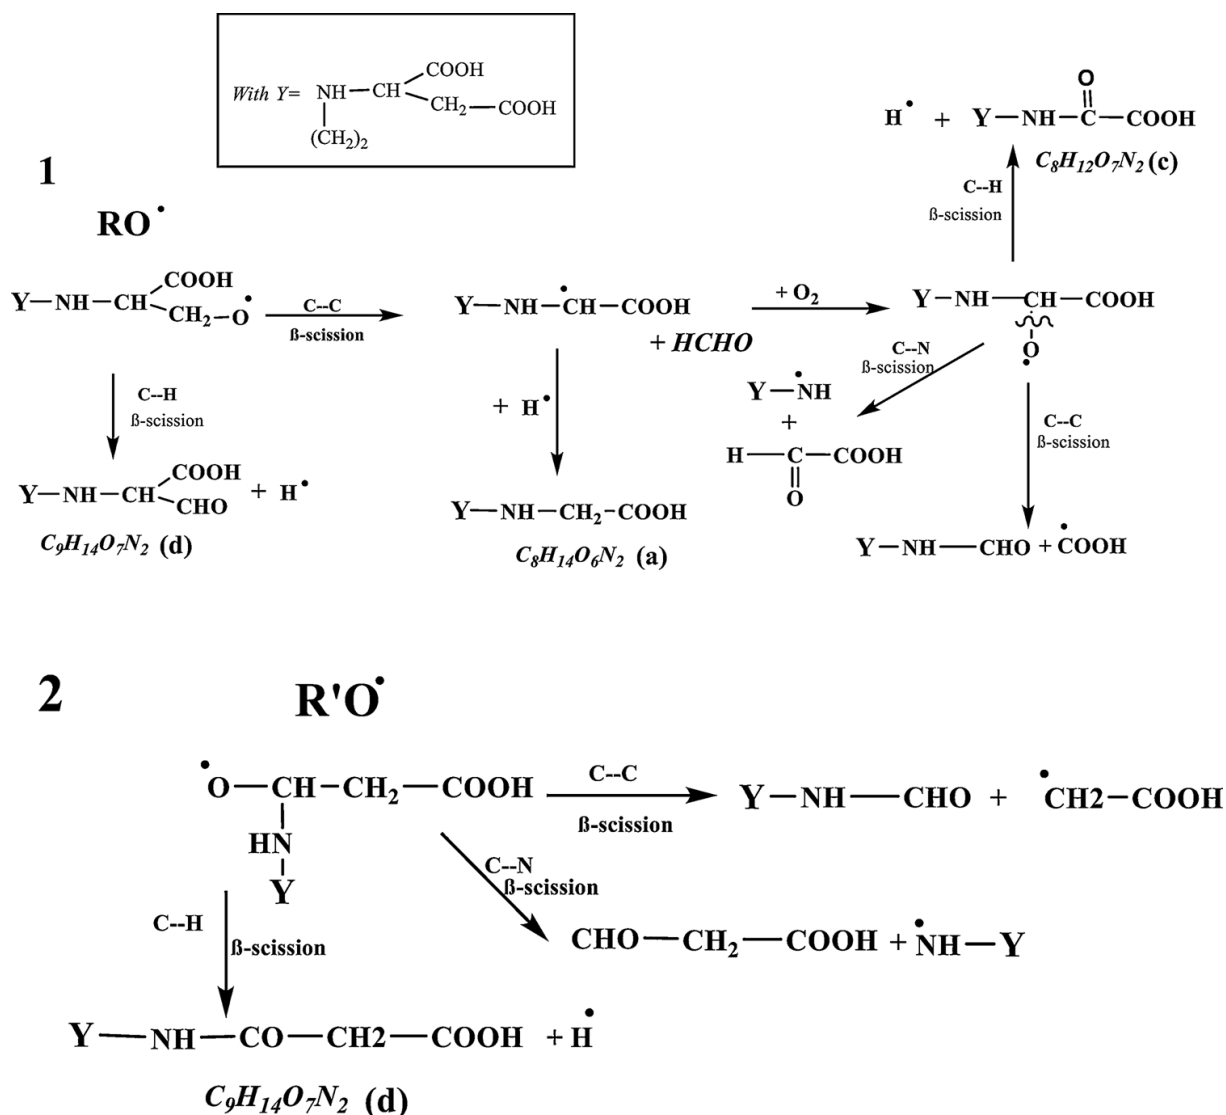 With Y= NH—CH
COOH
CH2—COOH
(CH2)2
1
RO•
Y—NH—CH
COOH
CH2—O•
C--C
ß-scission
Y—NH—•CH—COOH
+ HCHO
+ O2
Y—NH—CH—COOH
O•
C--H
ß-scission
H• + Y—NH—C—COOH
O
C8H12O7N2 (c)
C--N
ß-scission
Y—•NH
+
H—C—COOH
O
C--C
ß-scission
Y—NH—CHO + •COOH
C--H
ß-scission
Y—NH—CH
COOH
CHO
+ H•
C9H14O7N2 (d)
+ H•
Y—NH—CH2—COOH
C8H14O6N2 (a)
2
R'O•
•O—CH—CH2—COOH
HN
Y
C--C
ß-scission
Y—NH—CHO + •CH2—COOH
C--N
ß-scission
CHO—CH2—COOH + •NH—Y
C--H
ß-scission
Y—NH—CO—CH2—COOH + H•
C9H14O7N2 (d)